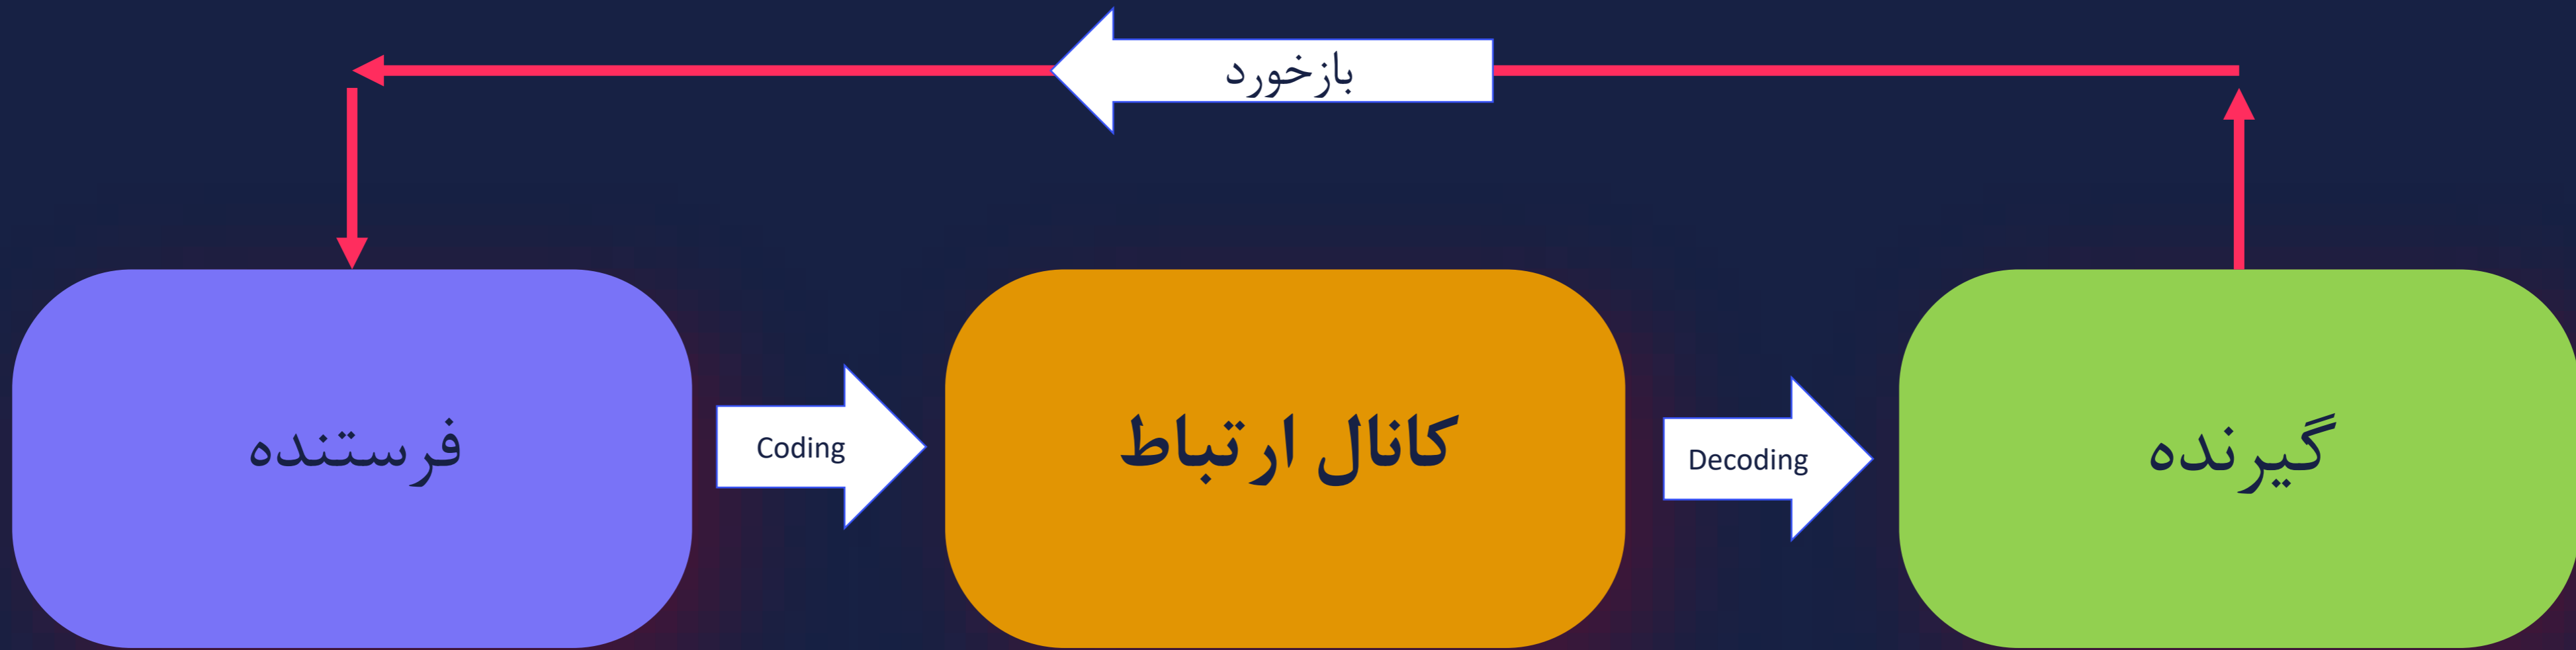 بازخورد
فرستنده
Coding
کانال ارتباط
Decoding
گیرنده